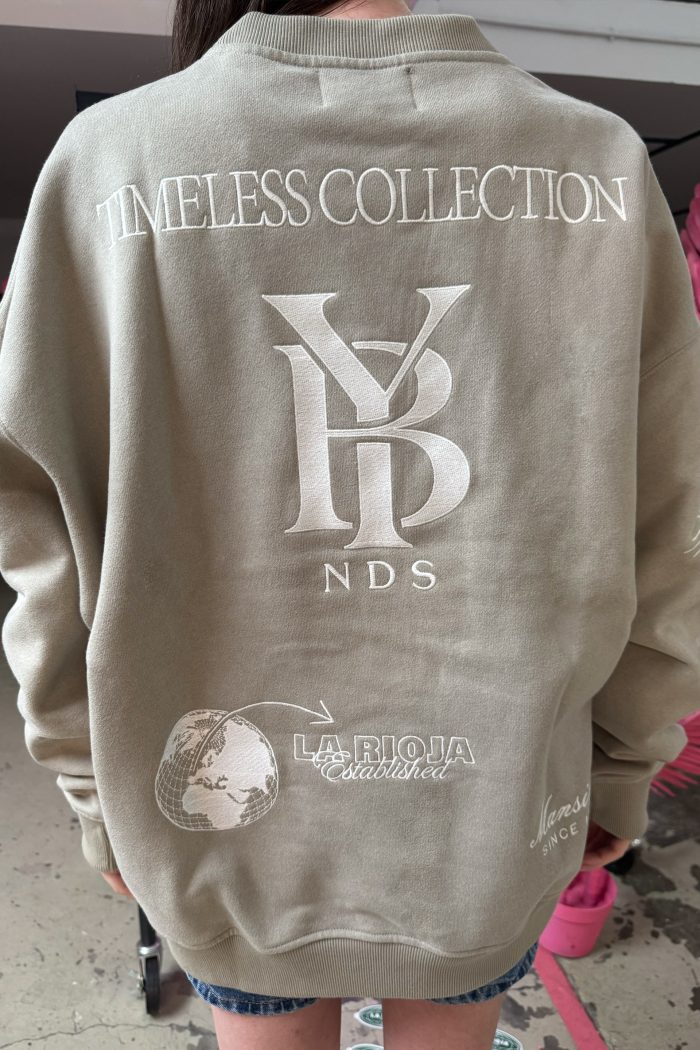 TIMELESS COLLECTION
YB
NDS
LA RIOJA
Established
SINCE